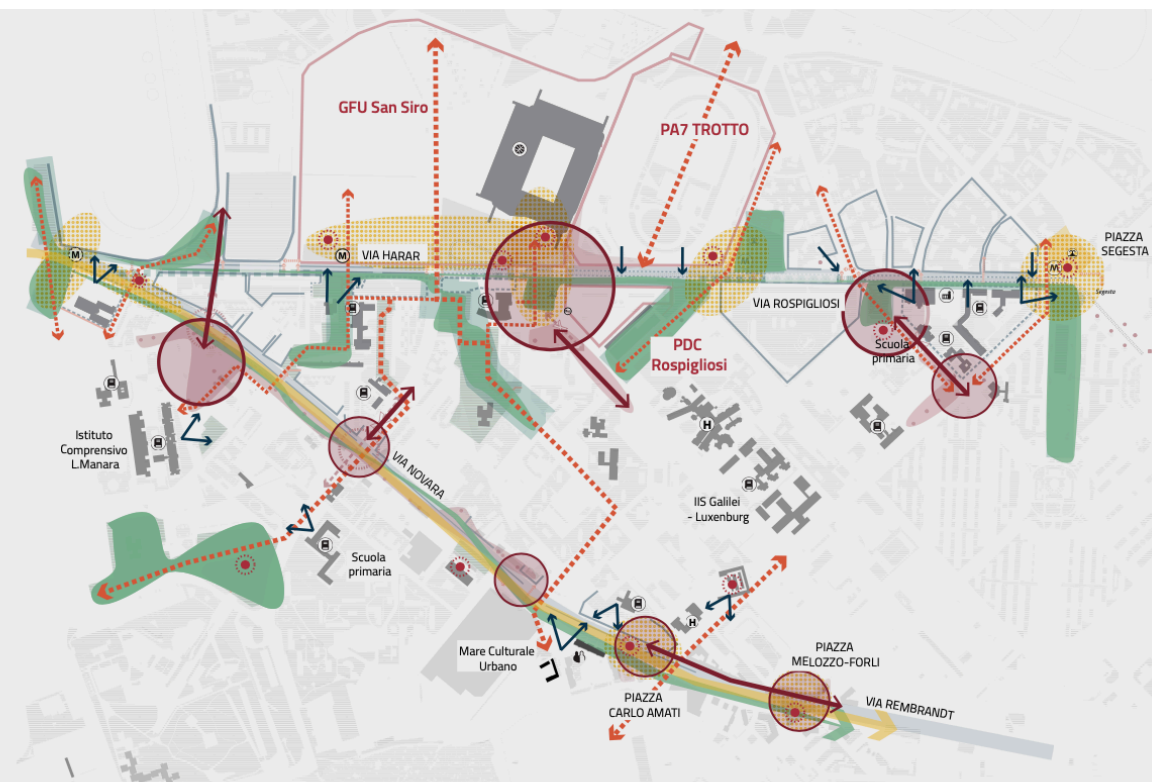 GFU San Siro
PA7 TROTTO
M
M
VIA HARAR
PIAZZA
SEGESTA
M
Segesta
VIA ROSPIGLIOSI
PDC
Rospigliosi
Scuola
primaria
H
Istituto
Comprensivo
L.Manara
VIA NOVARA
IIS Galilei
- Luxenburg
Scuola
primaria
H
Mare Culturale
Urbano
PIAZZA
MELOZZO-FORLI
PIAZZA
CARLO AMATI
VIA REMBRANDT